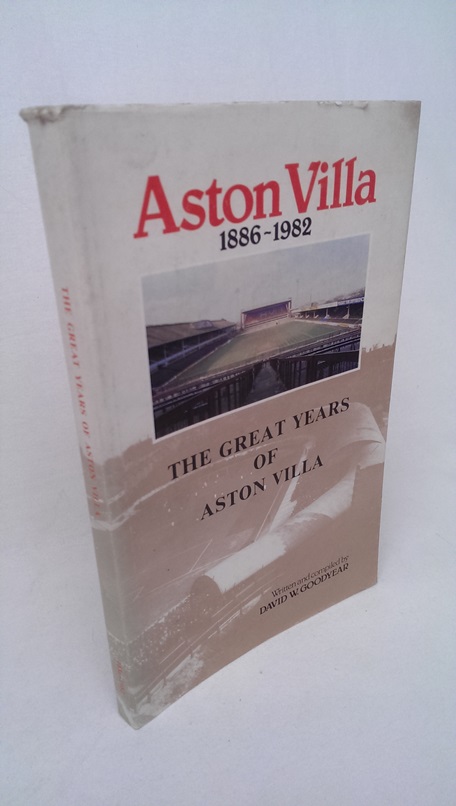 Aston Villa
1886-1982
THE GREAT YEARS
OF
ASTON VILLA
Written and compiled by
DAVID W. GOODYEAR
THE GREAT YEARS OF ASTON VILLA